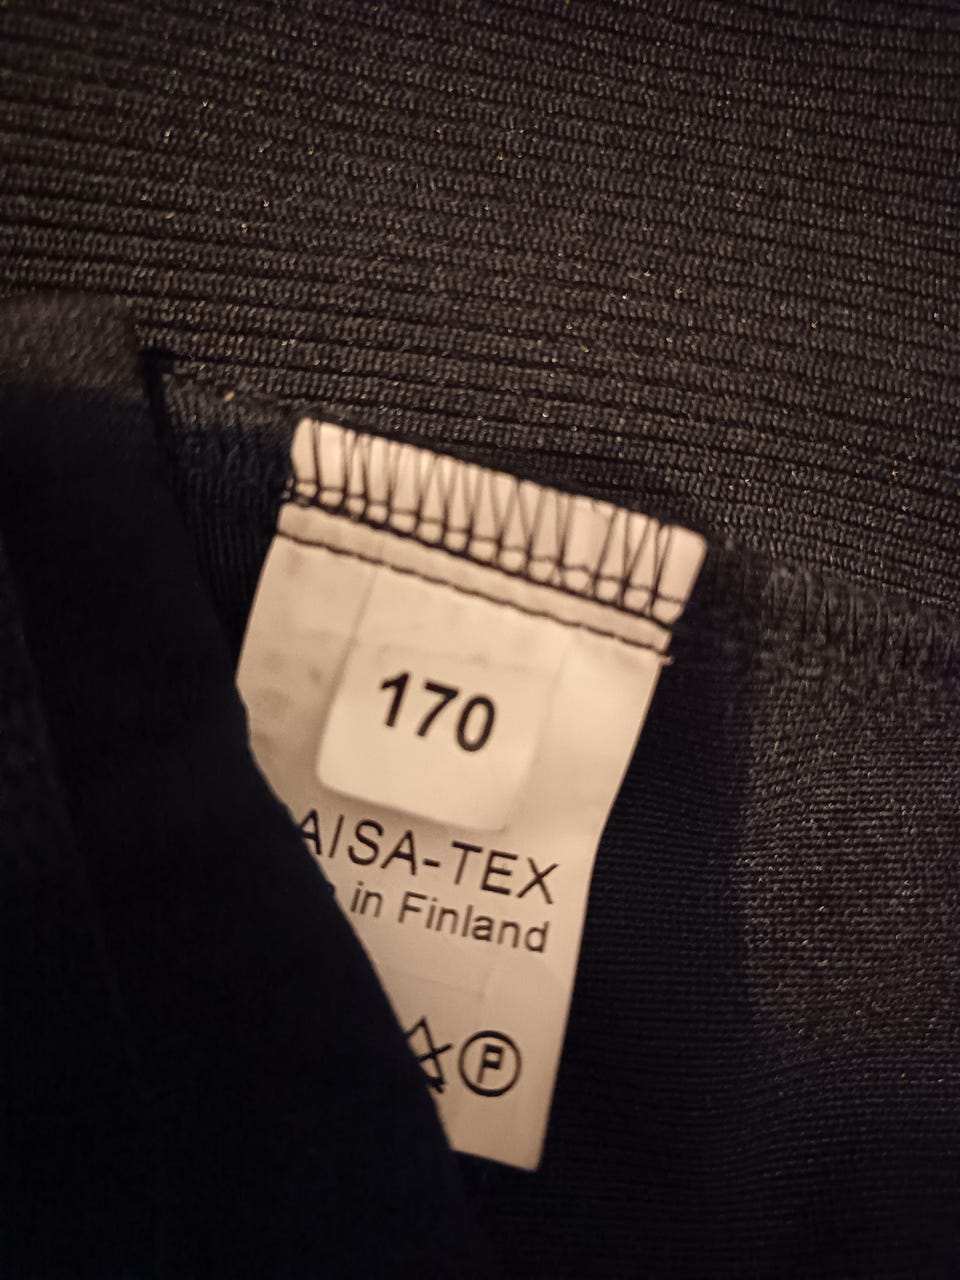 170
AISA-TEX
in Finland
P